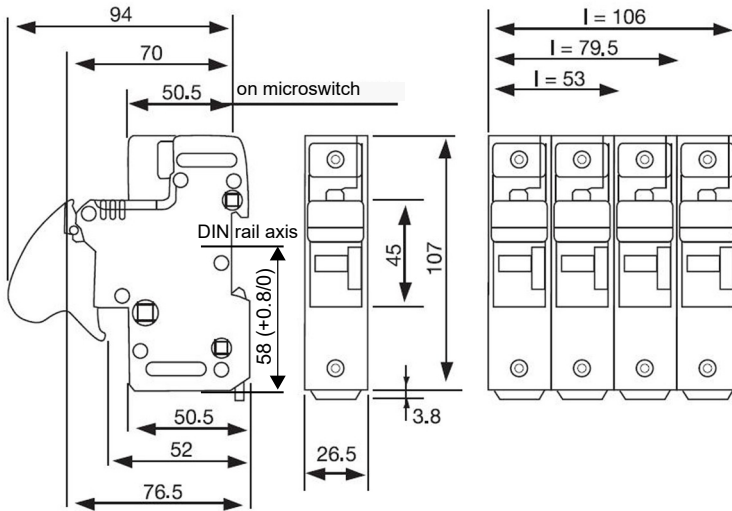 94
70
50.5
on microswitch
l = 106
l = 79.5
l = 53
DIN rail axis
58 (+0.8/0)
45
107
3.8
50.5
52
76.5
26.5